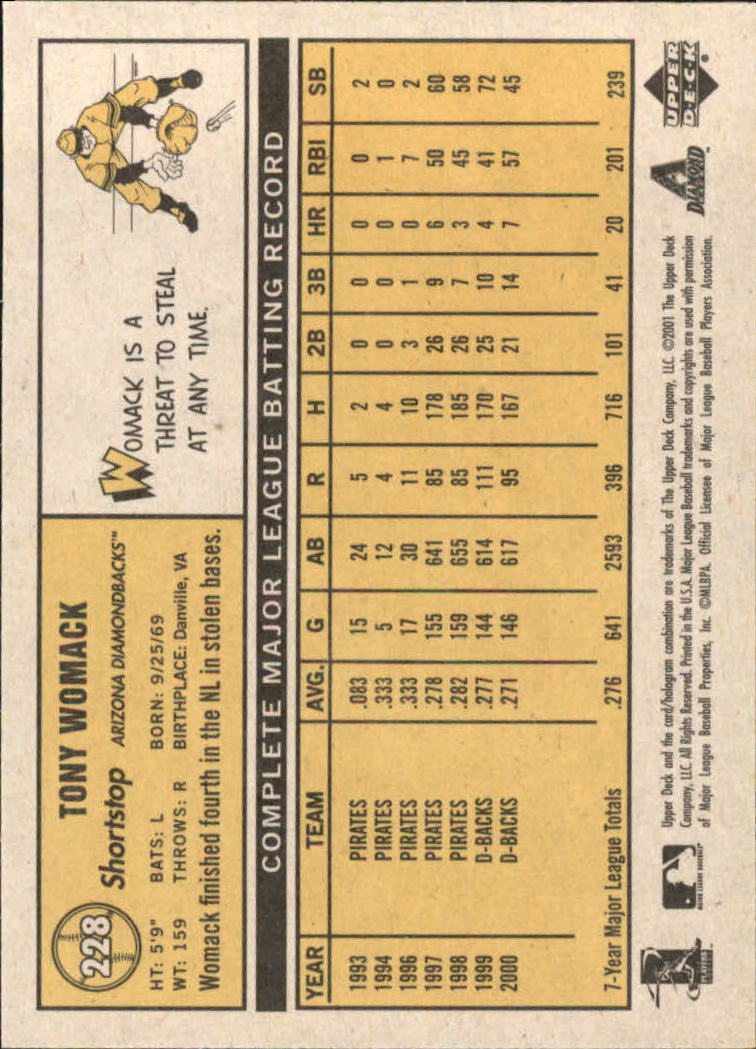 228
TONY WOMACK
Shortstop ARIZONA DIAMONDBACKS™
HT: 5'9" BATS: L BORN: 9/25/69
WT: 159 THROWS: R BIRTHPLACE: Danville, VA
Womack finished fourth in the NL in stolen bases.
WOMACK IS A
THREAT TO STEAL
AT ANY TIME.
COMPLETE MAJOR LEAGUE BATTING RECORD
YEAR TEAM AVG. G AB R H 2B 3B HR RBI SB
1993 PIRATES .083 15 24 5 2 0 0 0 0 2
1994 PIRATES .333 5 12 4 4 0 0 0 1 0
1996 PIRATES .333 17 30 11 10 3 1 0 7 2
1997 PIRATES .278 155 641 85 178 26 9 6 50 60
1998 PIRATES .282 159 655 85 185 26 7 3 45 58
1999 D-BACKS .277 144 614 111 170 25 10 4 41 72
2000 D-BACKS .271 146 617 95 167 21 14 7 57 45
7-Year Major League Totals .276 641 2593 396 716 101 41 20 201 239
PLAYERS
MAJOR LEAGUE BASEBALL
Upper Deck and the card/hologram combination are trademarks of The Upper Deck Company, LLC. ©2001 The Upper Deck
Company, LLC. All Rights Reserved. Printed in the U.S.A. Major League Baseball trademarks and copyrights are used with permission
of Major League Baseball Properties, Inc. ©MLBPA. Official Licensee of Major League Baseball Players Association.
DIAMOND™
UPPER
DECK®